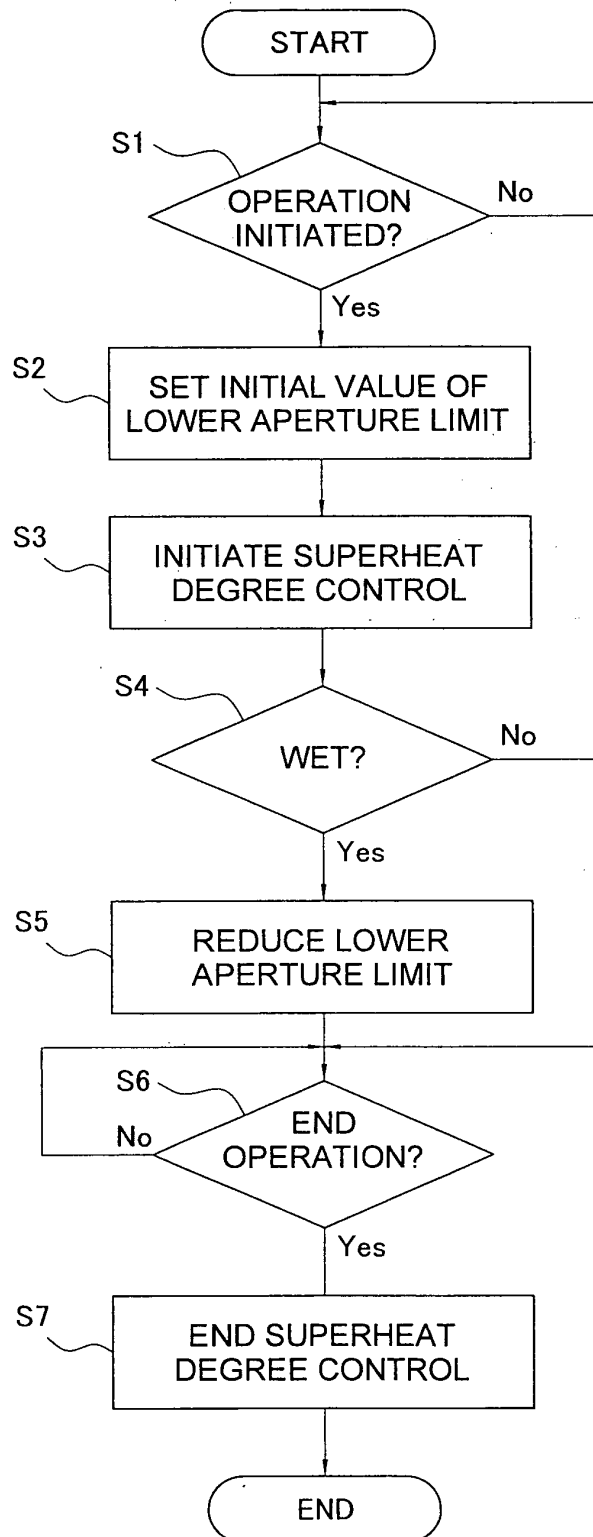 START
S1
OPERATION
INITIATED?
No
Yes
S2
SET INITIAL VALUE OF
LOWER APERTURE LIMIT
S3
INITIATE SUPERHEAT
DEGREE CONTROL
S4
WET?
No
Yes
S5
REDUCE LOWER
APERTURE LIMIT
S6
END
OPERATION?
No
Yes
S7
END SUPERHEAT
DEGREE CONTROL
END